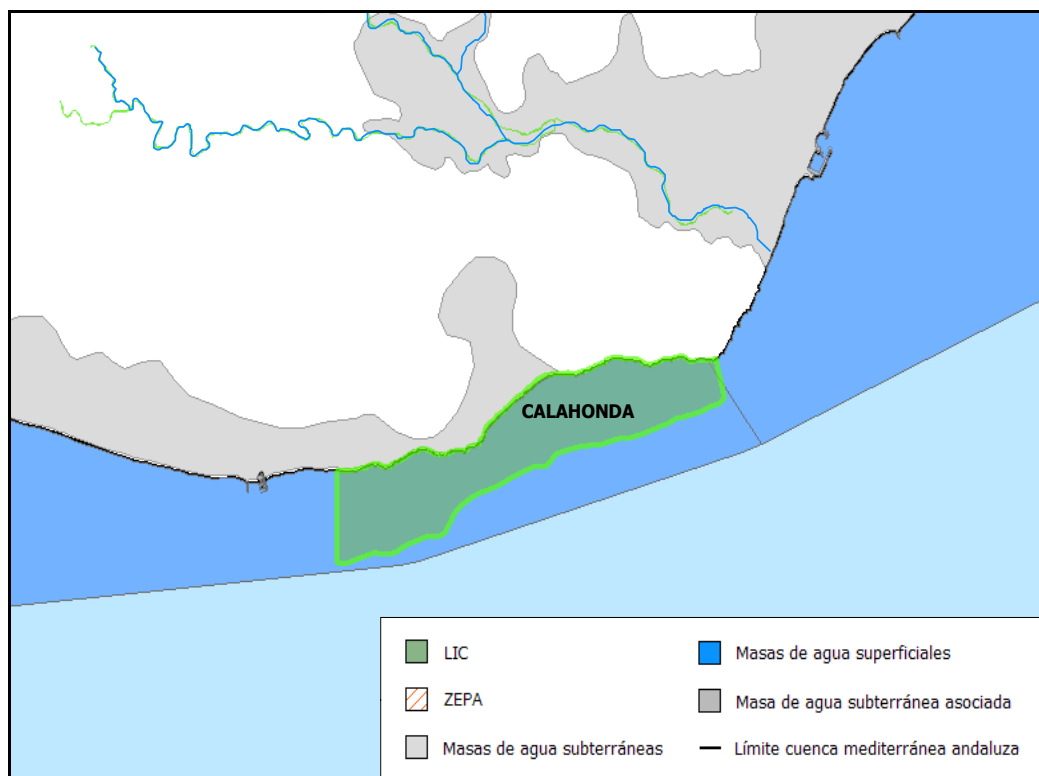 CALAHONDA
LIC
ZEPA
Masas de agua subterráneas
Masas de agua superficiales
Masa de agua subterránea asociada
Límite cuenca mediterránea andaluza